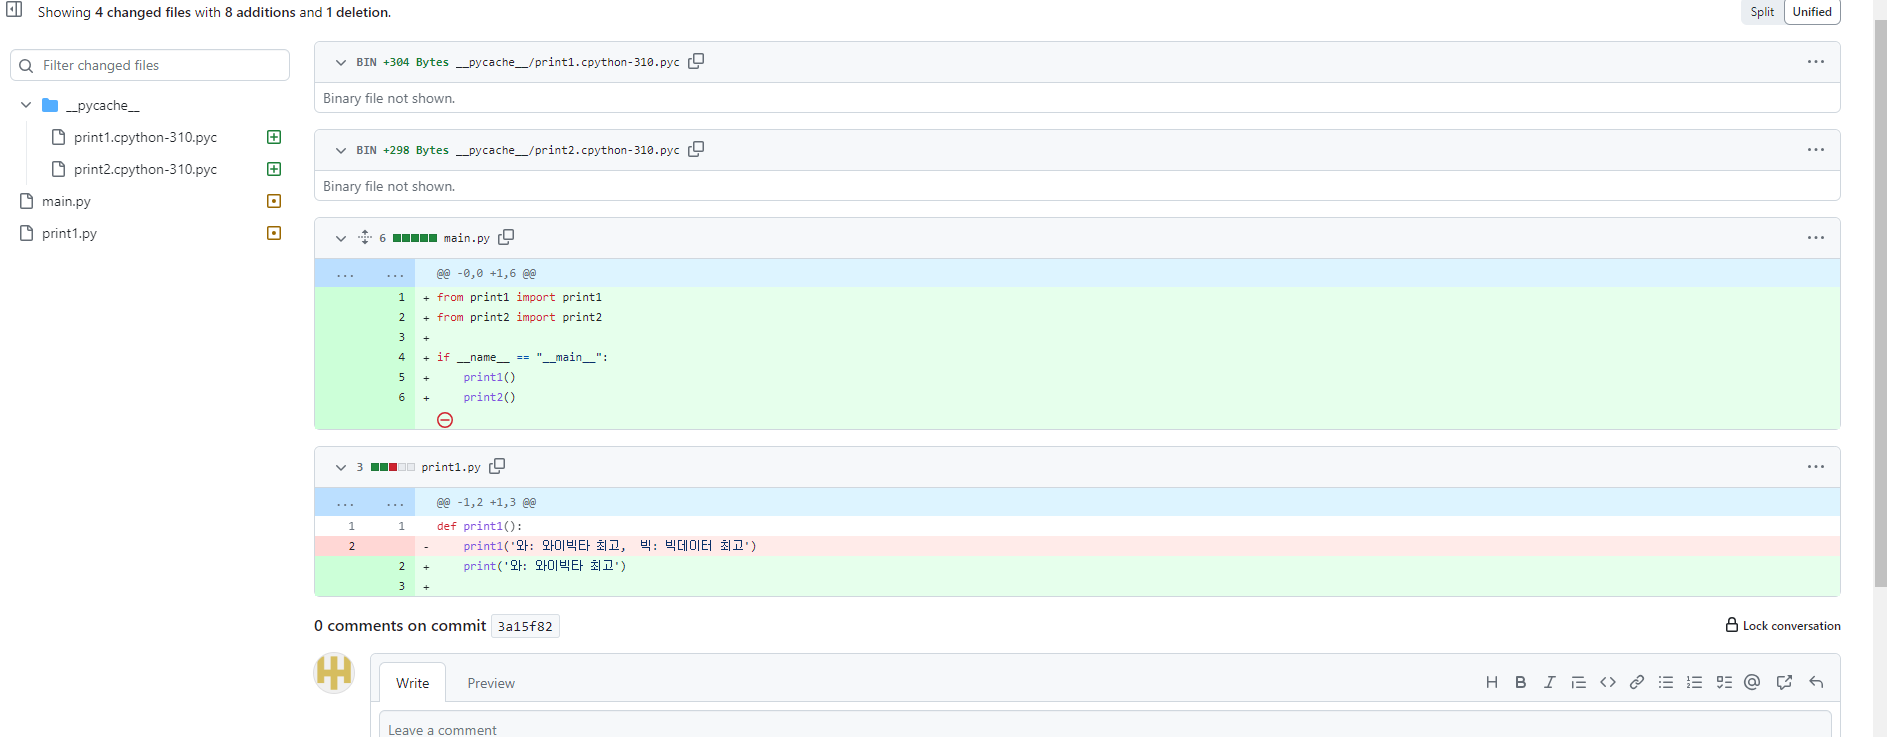 Showing 4 changed files with 8 additions and 1 deletion.
Split Unified
Filter changed files
__pycache__
print1.cpython-310.pyc
print2.cpython-310.pyc
main.py
print1.py
BIN +304 Bytes __pycache__/print1.cpython-310.pyc
Binary file not shown.
BIN +298 Bytes __pycache__/print2.cpython-310.pyc
Binary file not shown.
6 main.py
... ... @@ -0,0 +1,6 @@
1 + from print1 import print1
2 + from print2 import print2
3 +
4 + if __name__ == "__main__":
5 + print1()
6 + print2()
3 print1.py
... ... @@ -1,2 +1,3 @@
1 1 def print1():
2 - print1('와: 와이빅타 최고, 빅: 빅데이터 최고')
2 + print('와: 와이빅타 최고')
3 +
0 comments on commit 3a15f82
Lock conversation
Write Preview
Leave a comment